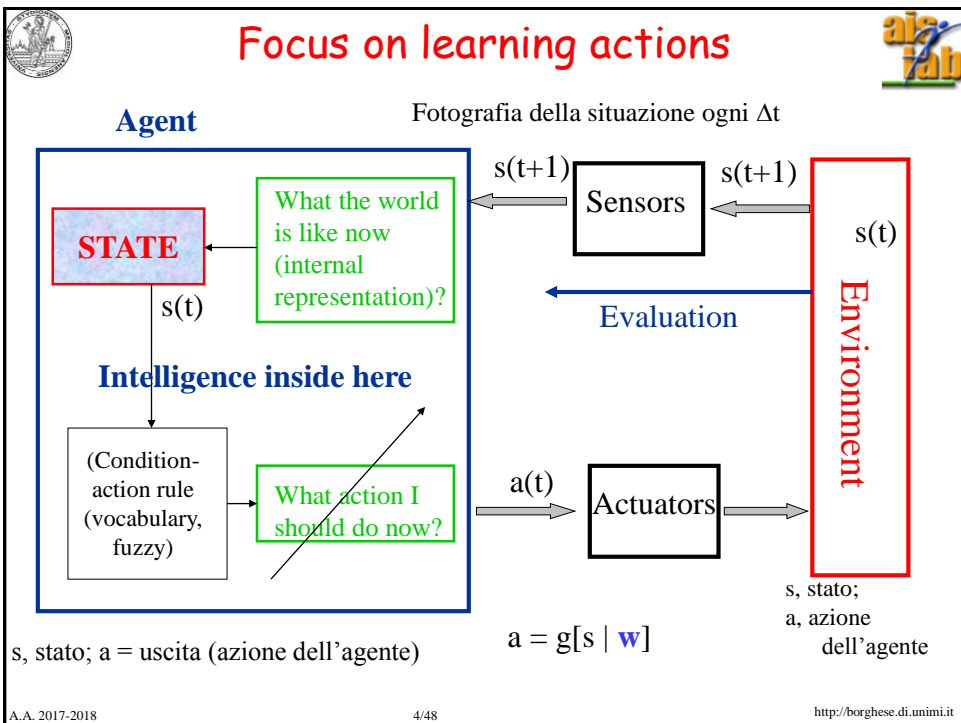 Focus on learning actions
ais
lab
Agent
Fotografia della situazione ogni Δt
s(t+1)
s(t+1)
What the world
is like now
(internal
representation)?
Sensors
STATE
s(t)
s(t)
Evaluation
Environment
Intelligence inside here
(Condition-
action rule
(vocabulary,
fuzzy)
What action I
should do now?
a(t)
Actuators
s, stato;
a, azione
dell'agente
a = g[s | w]
s, stato; a = uscita (azione dell'agente)
A.A. 2017-2018
4/48
http://borghese.di.unimi.it